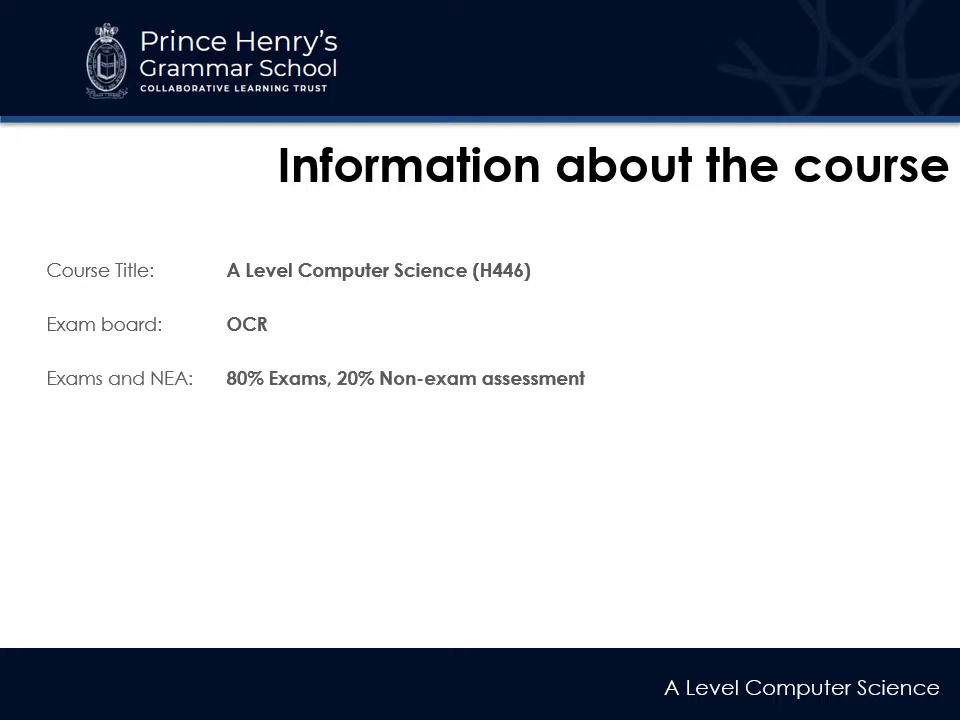 Prince Henry's
Grammar School
COLLABORATIVE LEARNING TRUST
Information about the course
Course Title: A Level Computer Science (H446)
Exam board: OCR
Exams and NEA: 80% Exams, 20% Non-exam assessment
A Level Computer Science